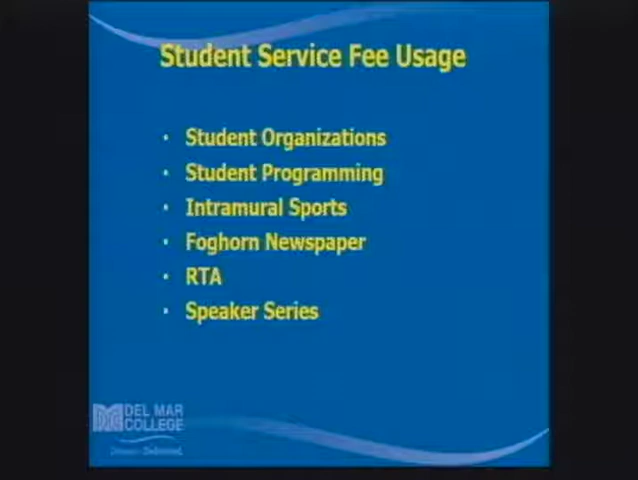 Student Service Fee Usage
· Student Organizations
· Student Programming
· Intramural Sports
· Foghorn Newspaper
· RTA
· Speaker Series
DEL MAR
COLLEGE